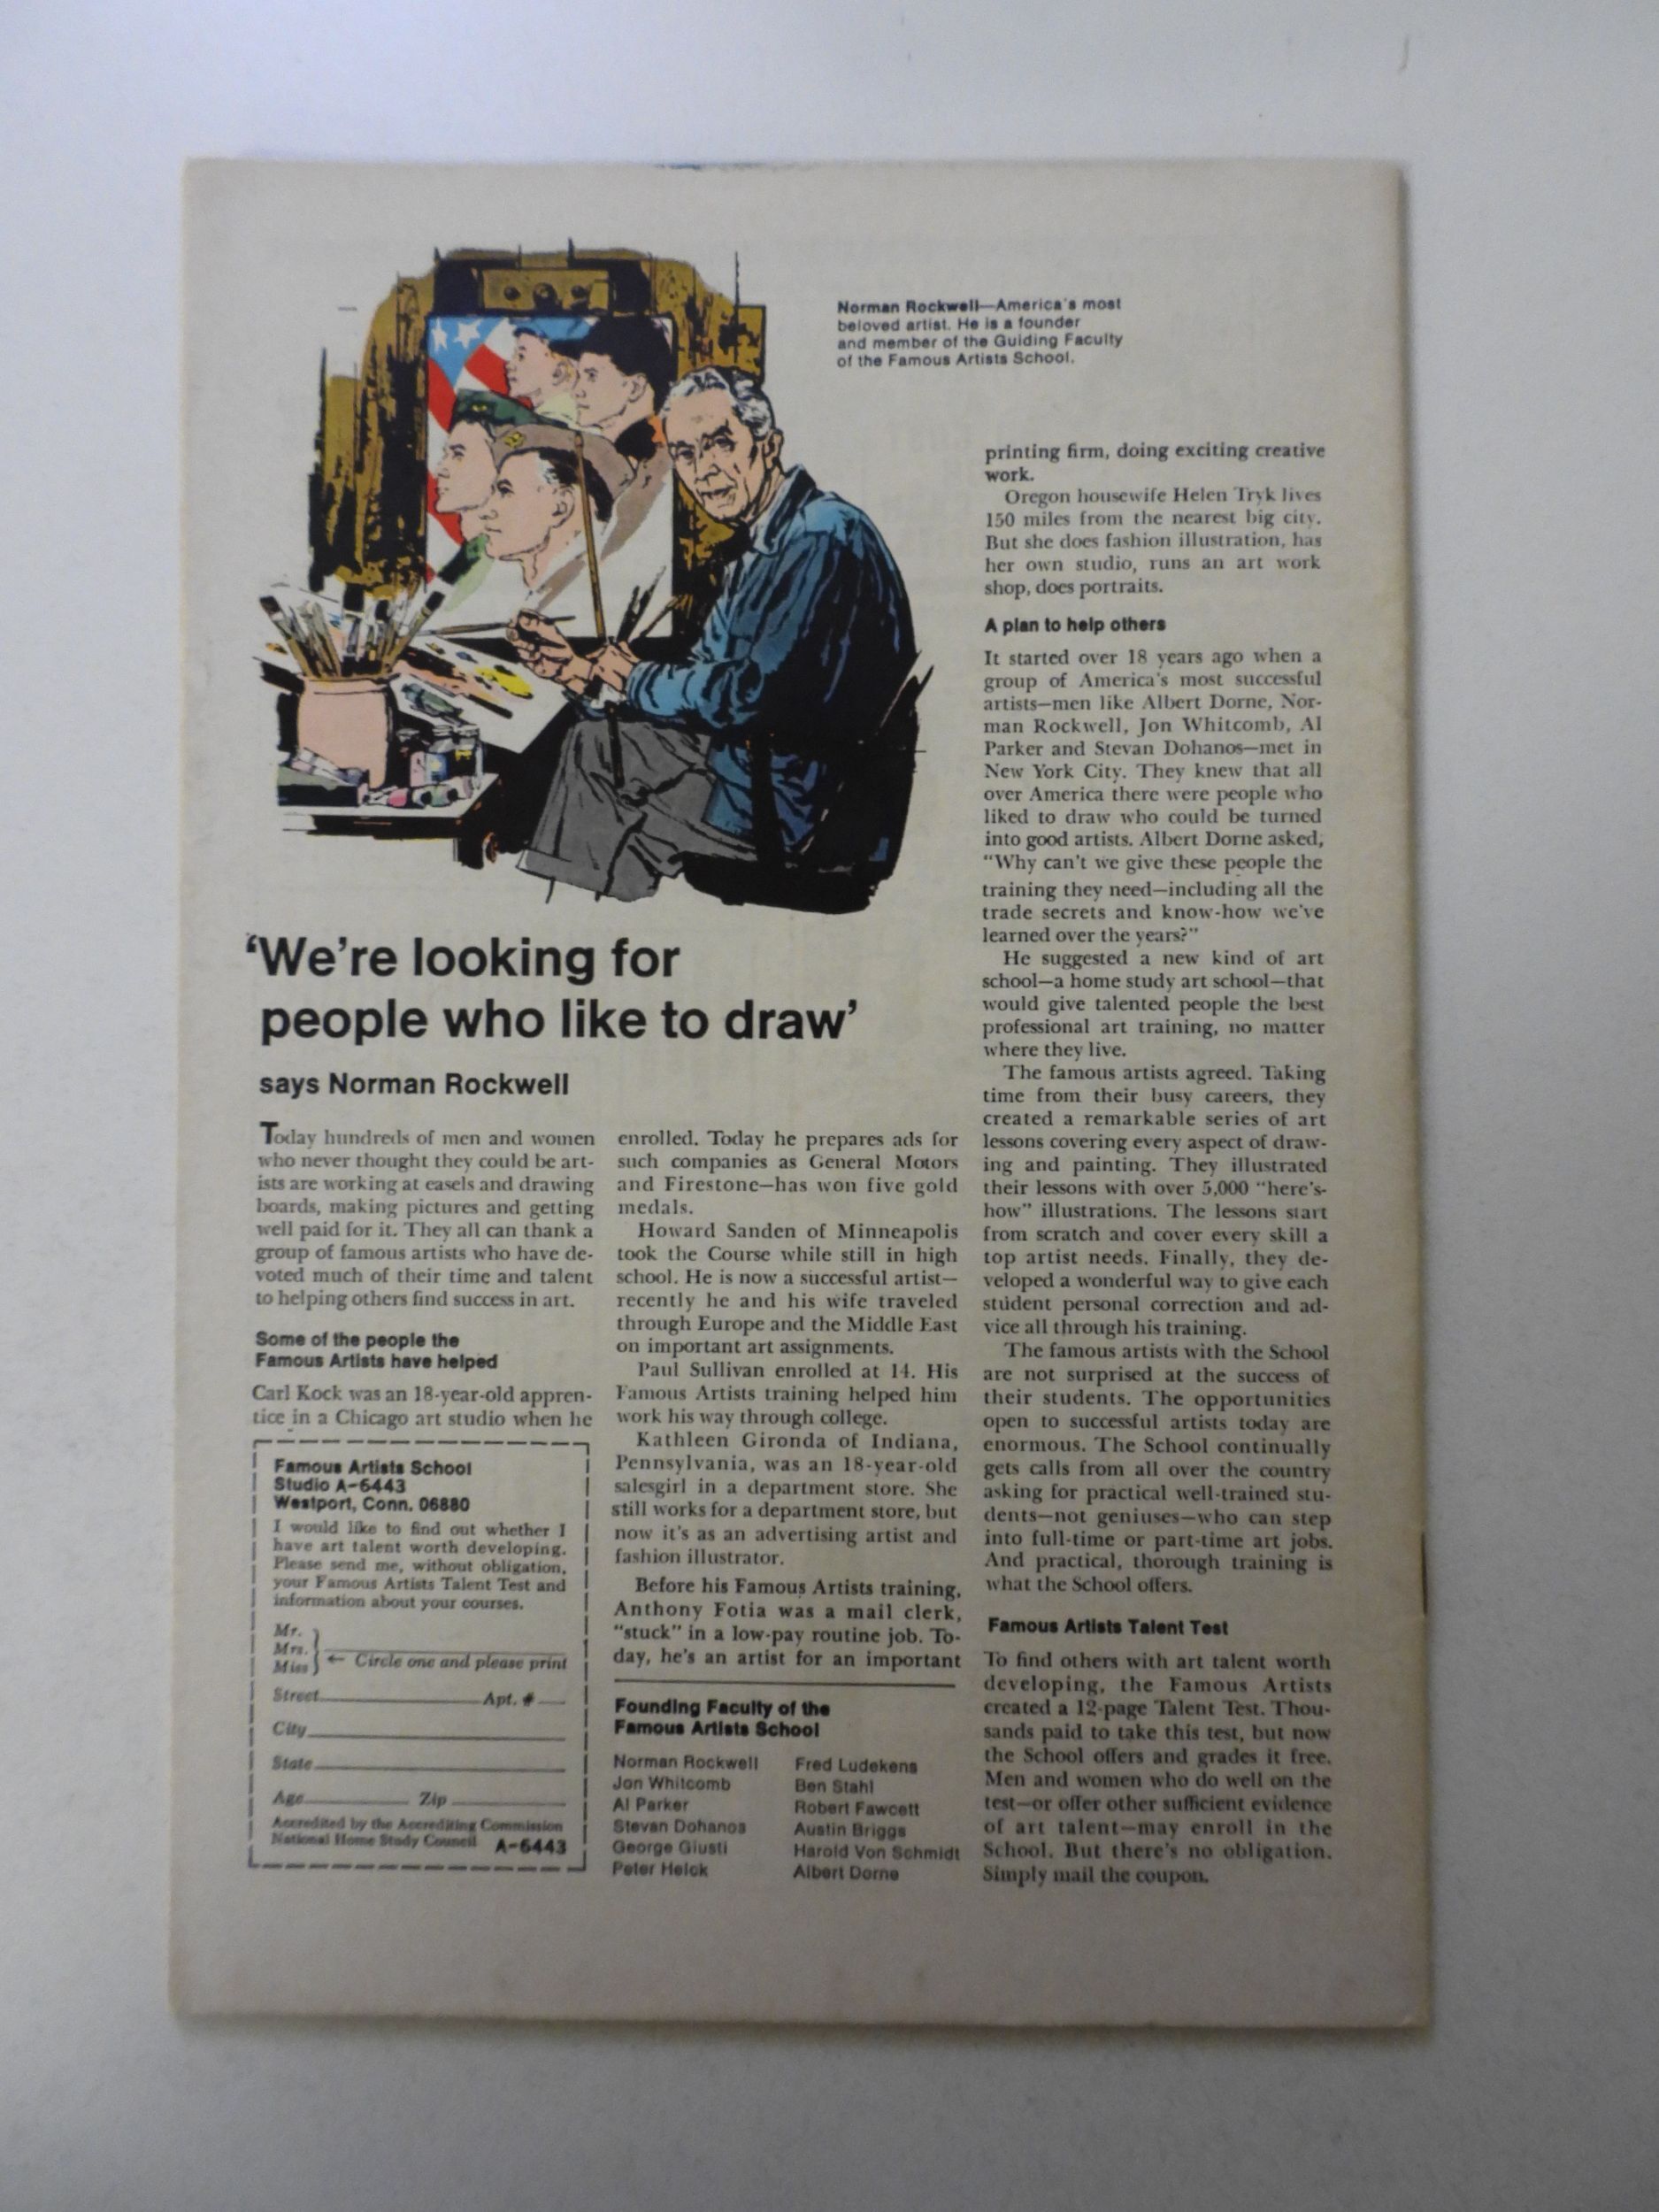 Norman Rockwell—America's most
beloved artist. He is a founder
and member of the Guiding Faculty
of the Famous Artists School.
'We're looking for
people who like to draw'
says Norman Rockwell
Today hundreds of men and women
who never thought they could be art-
ists are working at easels and drawing
boards, making pictures and getting
well paid for it. They all can thank a
group of famous artists who have de-
voted much of their time and talent
to helping others find success in art.
Some of the people the
Famous Artists have helped
Carl Kock was an 18-year-old appren-
tice in a Chicago art studio when he
enrolled. Today he prepares ads for
such companies as General Motors
and Firestone—has won five gold
medals.
Howard Sanden of Minneapolis
took the Course while still in high
school. He is now a successful artist—
recently he and his wife traveled
through Europe and the Middle East
on important art assignments.
Paul Sullivan enrolled at 14. His
Famous Artists training helped him
work his way through college.
Kathleen Gironda of Indiana,
Pennsylvania, was an 18-year-old
salesgirl in a department store. She
still works for a department store, but
now it's as an advertising artist and
fashion illustrator.
Before his Famous Artists training,
Anthony Fotia was a mail clerk,
"stuck" in a low-pay routine job. To-
day, he's an artist for an important
printing firm, doing exciting creative
work.
Oregon housewife Helen Tryk lives
150 miles from the nearest big city.
But she does fashion illustration, has
her own studio, runs an art work
shop, does portraits.
A plan to help others
It started over 18 years ago when a
group of America's most successful
artists—men like Albert Dorne, Nor-
man Rockwell, Jon Whitcomb, Al
Parker and Stevan Dohanos—met in
New York City. They knew that all
over America there were people who
liked to draw who could be turned
into good artists. Albert Dorne asked,
"Why can't we give these people the
training they need—including all the
trade secrets and know-how we've
learned over the years?"
He suggested a new kind of art
school—a home study art school—that
would give talented people the best
professional art training, no matter
where they live.
The famous artists agreed. Taking
time from their busy careers, they
created a remarkable series of art
lessons covering every aspect of draw-
ing and painting. They illustrated
their lessons with over 5,000 "here's-
how" illustrations. The lessons start
from scratch and cover every skill a
top artist needs. Finally, they de-
veloped a wonderful way to give each
student personal correction and ad-
vice all through his training.
The famous artists with the School
are not surprised at the success of
their students. The opportunities
open to successful artists today are
enormous. The School continually
gets calls from all over the country
asking for practical well-trained stu-
dents—not geniuses—who can step
into full-time or part-time art jobs.
And practical, thorough training is
what the School offers.
Famous Artists Talent Test
To find others with art talent worth
developing, the Famous Artists
created a 12-page Talent Test. Thou-
sands paid to take this test, but now
the School offers and grades it free.
Men and women who do well on the
test—or offer other sufficient evidence
of art talent—may enroll in the
School. But there's no obligation.
Simply mail the coupon.
Famous Artists School
Studio A-6443
Westport, Conn. 06880
I would like to find out whether I
have art talent worth developing.
Please send me, without obligation,
your Famous Artists Talent Test and
information about your courses.
Mr.
Mrs.
Miss
← Circle one and please print
Street Apt. #
City
State
Age Zip
Accredited by the Accrediting Commission
National Home Study Council A-6443
Founding Faculty of the
Famous Artists School
Norman Rockwell
Jon Whitcomb
Al Parker
Stevan Dohanos
George Giusti
Peter Helck
Fred Ludekens
Ben Stahl
Robert Fawcett
Austin Briggs
Harold Von Schmidt
Albert Dorne